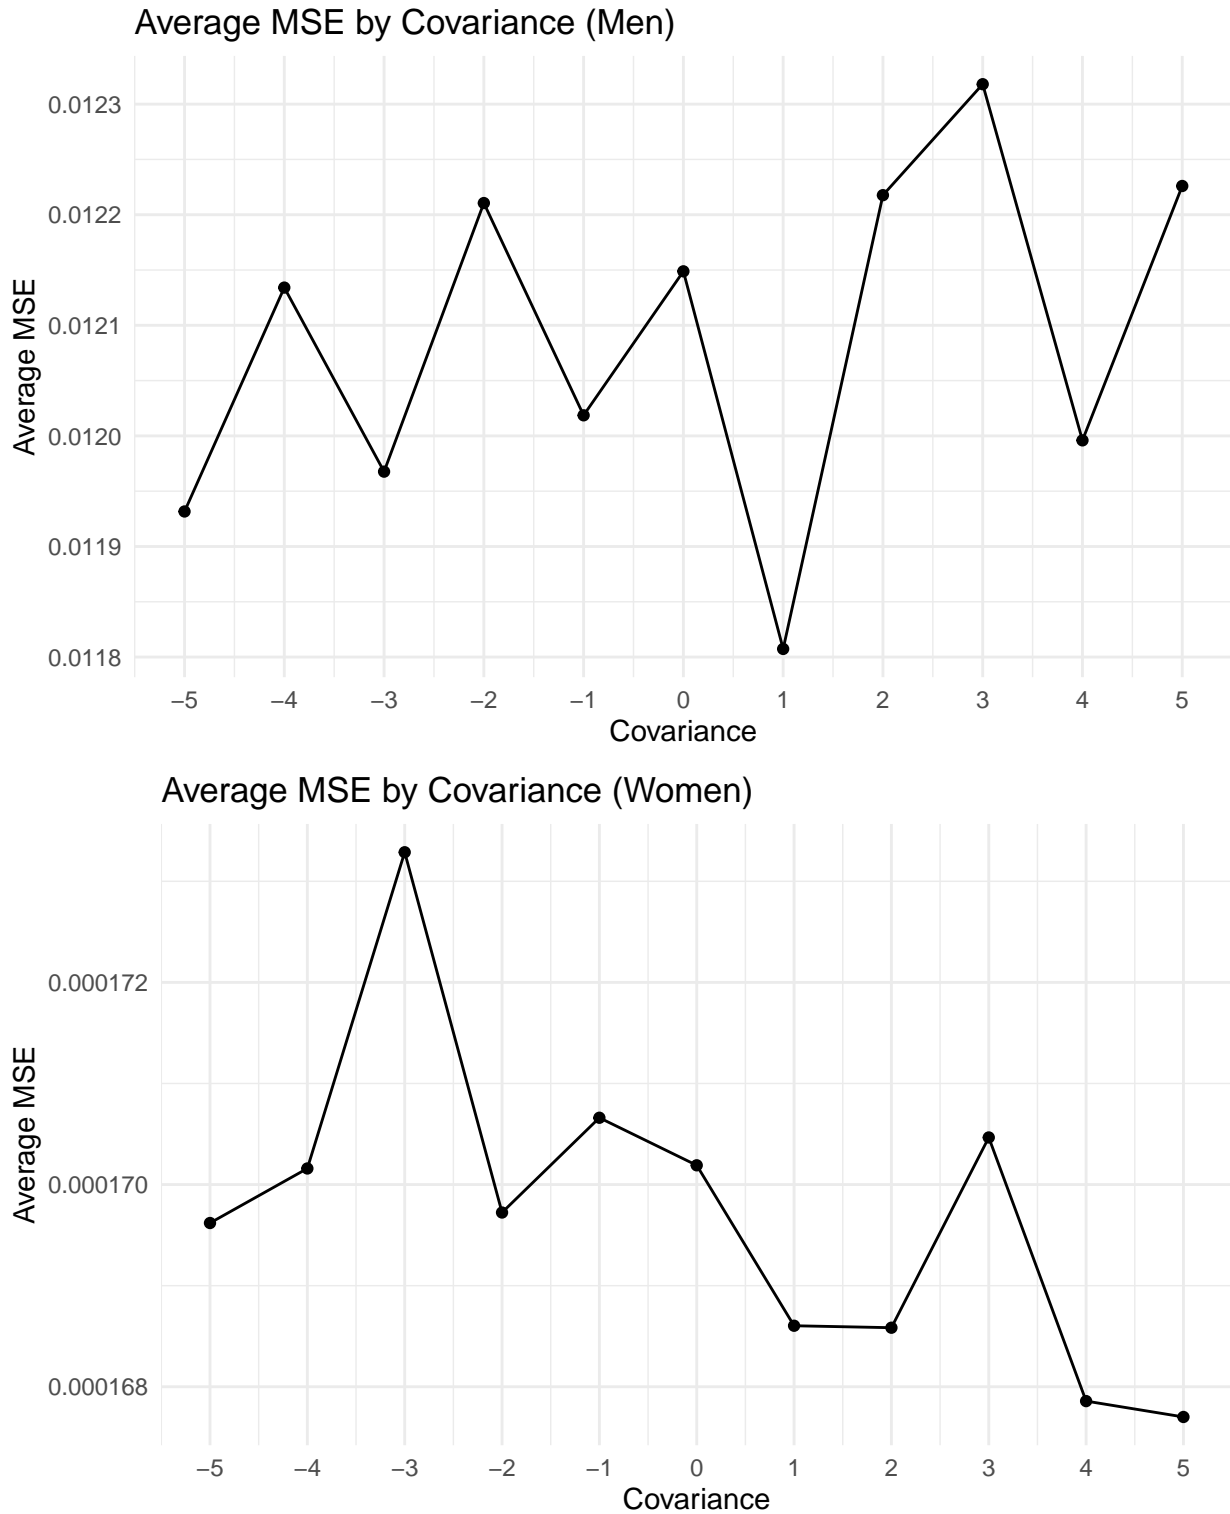 Average MSE by Covariance (Men)
Average MSE
0.0123
0.0122
0.0121
0.0120
0.0119
0.0118
−5 −4 −3 −2 −1 0 1 2 3 4 5
Covariance
Average MSE by Covariance (Women)
Average MSE
0.000172
0.000170
0.000168
−5 −4 −3 −2 −1 0 1 2 3 4 5
Covariance